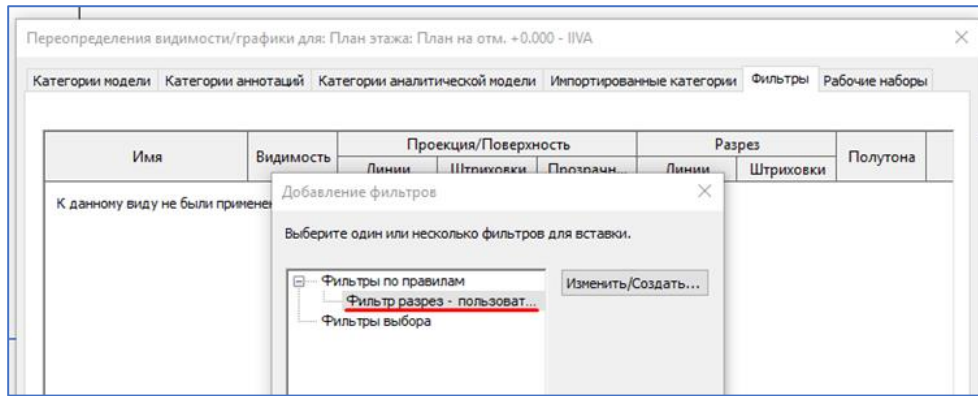 Переопределения видимости/графики для: План этажа: План на отм. +0.000 - IIVA
Категории модели Категории аннотаций Категории аналитической модели Импортированные категории Фильтры Рабочие наборы
Имя Видимость Проекция/Поверхность Разрез Полутона
Линии Штриховки Прозрачн... Линии Штриховки
К данному виду не были
Добавление фильтров
Выберите один или несколько фильтров для вставки.
Фильтры по правилам
Фильтр разрез - пользоват...
Фильтры выбора
Изменить/Создать...